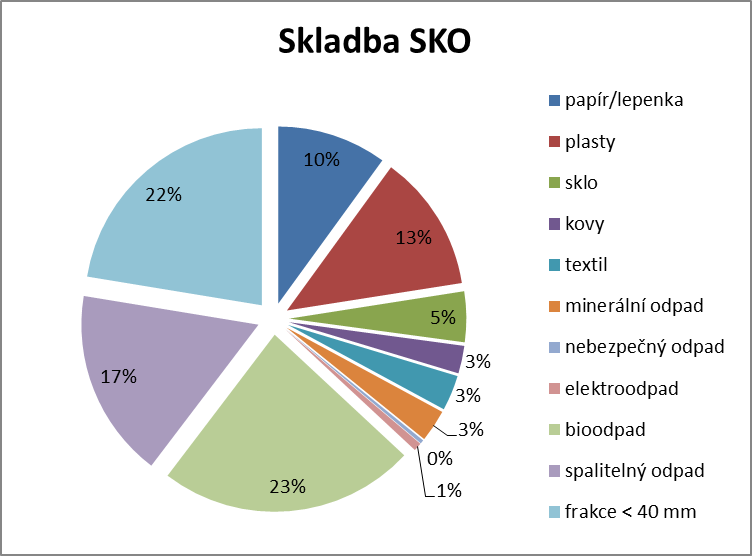 Skladba SKO
10%
13%
5%
3%
3%
3%
0%
1%
23%
17%
22%
papír/lepenka
plasty
sklo
kovy
textil
minerální odpad
nebezpečný odpad
elektroodpad
bioodpad
spalitelný odpad
frakce < 40 mm